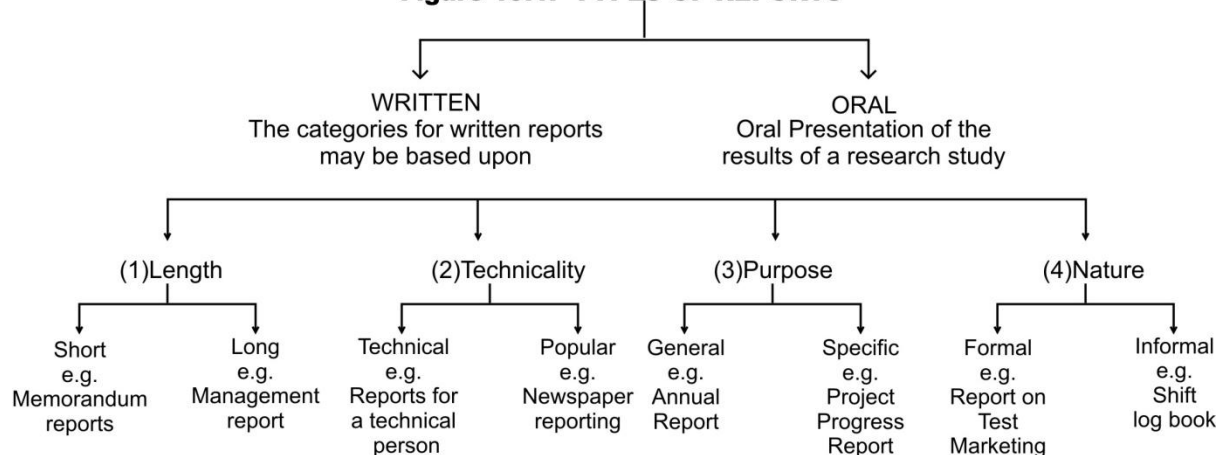 WRITTEN
The categories for written reports
may be based upon
ORAL
Oral Presentation of the
results of a research study
(1)Length
(2)Technicality
(3)Purpose
(4)Nature
Short
e.g.
Memorandum
reports
Long
e.g.
Management
report
Technical
e.g.
Reports for
a technical
person
Popular
e.g.
Newspaper
reporting
General
e.g.
Annual
Report
Specific
e.g.
Project
Progress
Report
Formal
e.g.
Report on
Test
Marketing
Informal
e.g.
Shift
log book